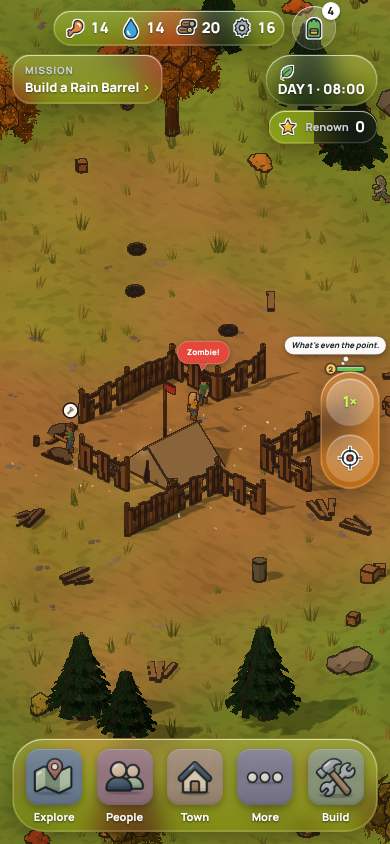 14 14 20 16 4
MISSION
Build a Rain Barrel ›
DAY 1 · 08:00
Renown 0
Zombie!
What's even the point.
2
1×
Explore People Town More Build